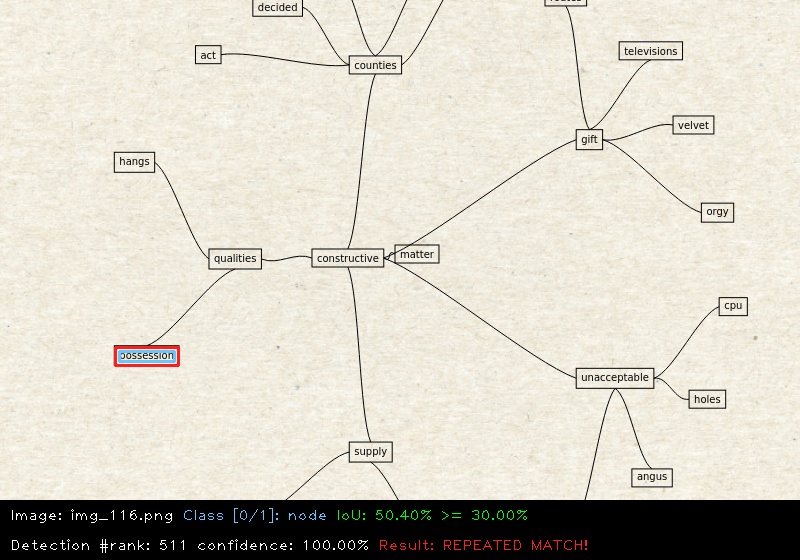 decided
act
counties
televisions
velvet
gift
hangs
orgy
qualities
constructive
matter
cpu
possession
unacceptable
holes
supply
angus
Image: img_116.png Class [0/1]: node IoU: 50.40% >= 30.00%
Detection #rank: 511 confidence: 100.00% Result: REPEATED MATCH!